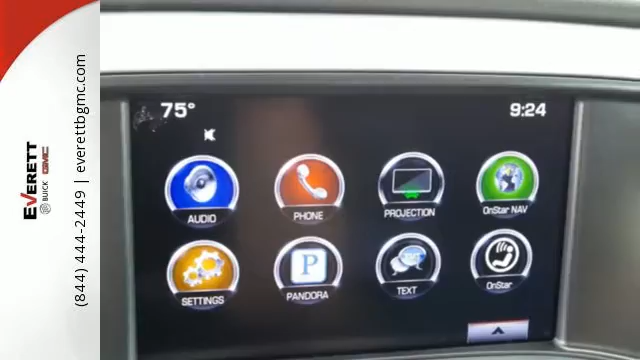 EVERETT
BUICK GMC
(844) 444-2449 | everettbgmc.com
75° 9:24
AUDIO PHONE PROJECTION OnStar NAV
SETTINGS PANDORA TEXT OnStar
P